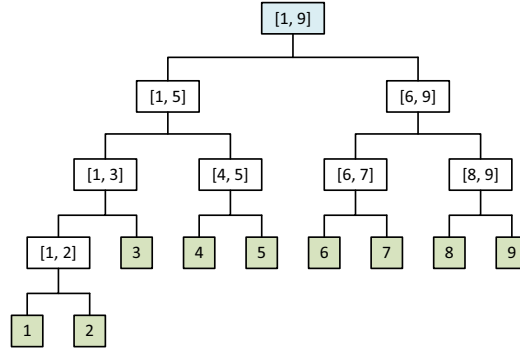 [1, 9]
[1, 5] [6, 9]
[1, 3] [4, 5] [6, 7] [8, 9]
[1, 2] 3 4 5 6 7 8 9
1 2